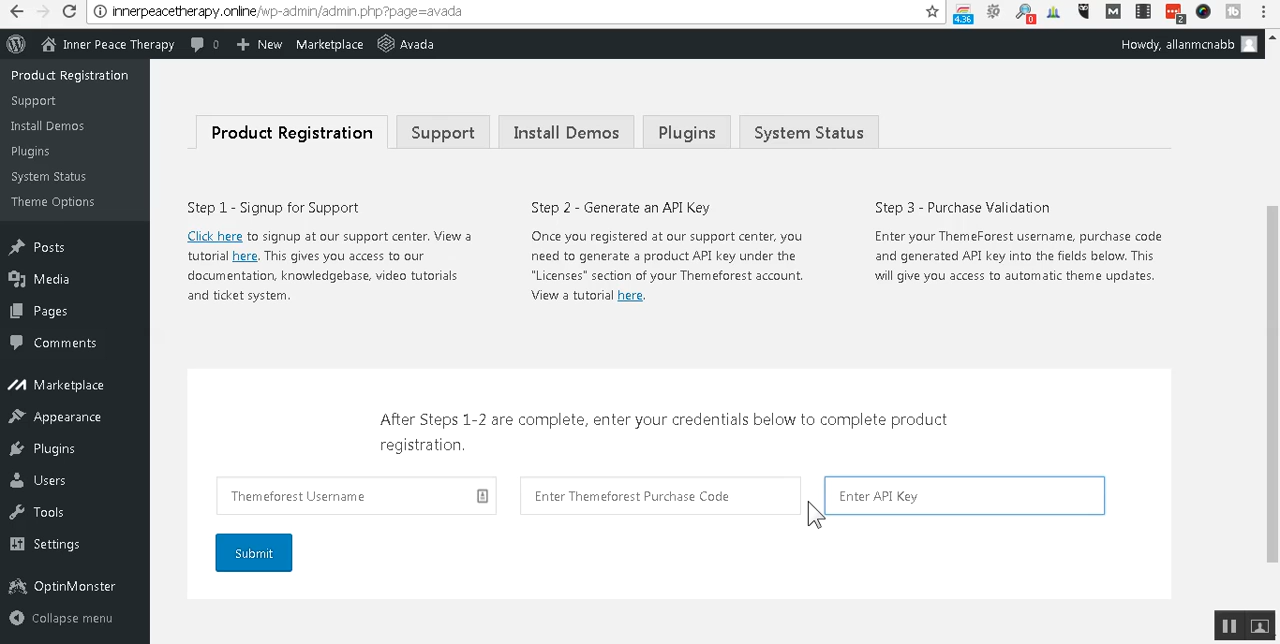 innerpeacetherapy.online/wp-admin/admin.php?page=avada
4.36
0
2
Inner Peace Therapy
0
New
Marketplace
Avada
Howdy, allanmcnabb
Product Registration
Support
Install Demos
Plugins
System Status
Theme Options
Posts
Media
Pages
Comments
Marketplace
Appearance
Plugins
Users
Tools
Settings
OptinMonster
Collapse menu
Product Registration
Support
Install Demos
Plugins
System Status
Step 1 - Signup for Support
Click here to signup at our support center. View a
tutorial here. This gives you access to our
documentation, knowledgebase, video tutorials
and ticket system.
Step 2 - Generate an API Key
Once you registered at our support center, you
need to generate a product API key under the
"Licenses" section of your Themeforest account.
View a tutorial here.
Step 3 - Purchase Validation
Enter your ThemeForest username, purchase code
and generated API key into the fields below. This
will give you access to automatic theme updates.
After Steps 1-2 are complete, enter your credentials below to complete product
registration.
Themeforest Username
Enter Themeforest Purchase Code
Enter API Key
Submit